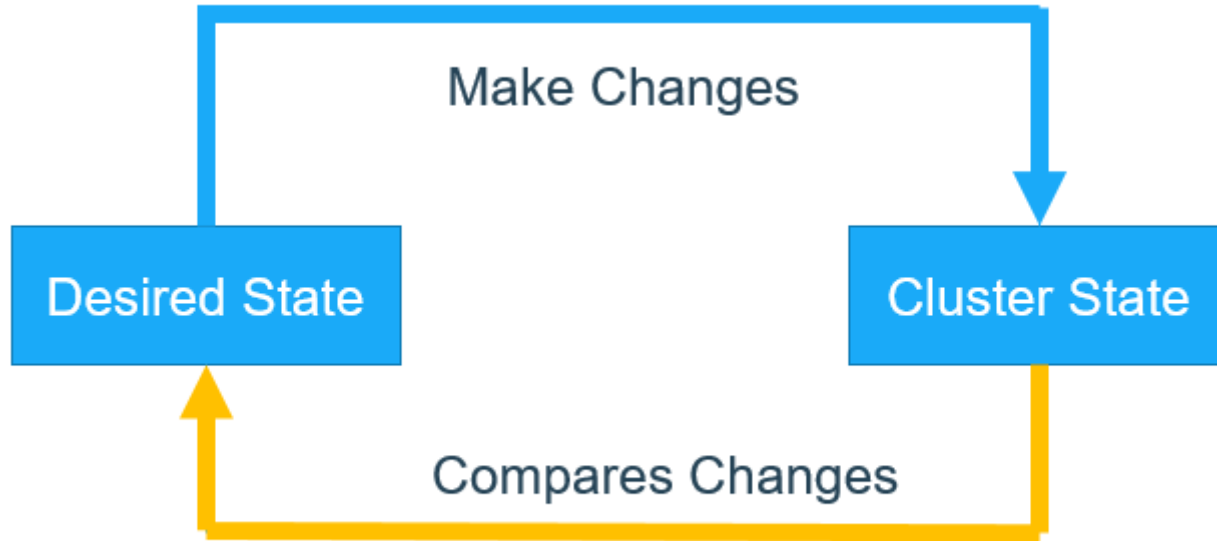 Make Changes
Desired State
Cluster State
Compares Changes